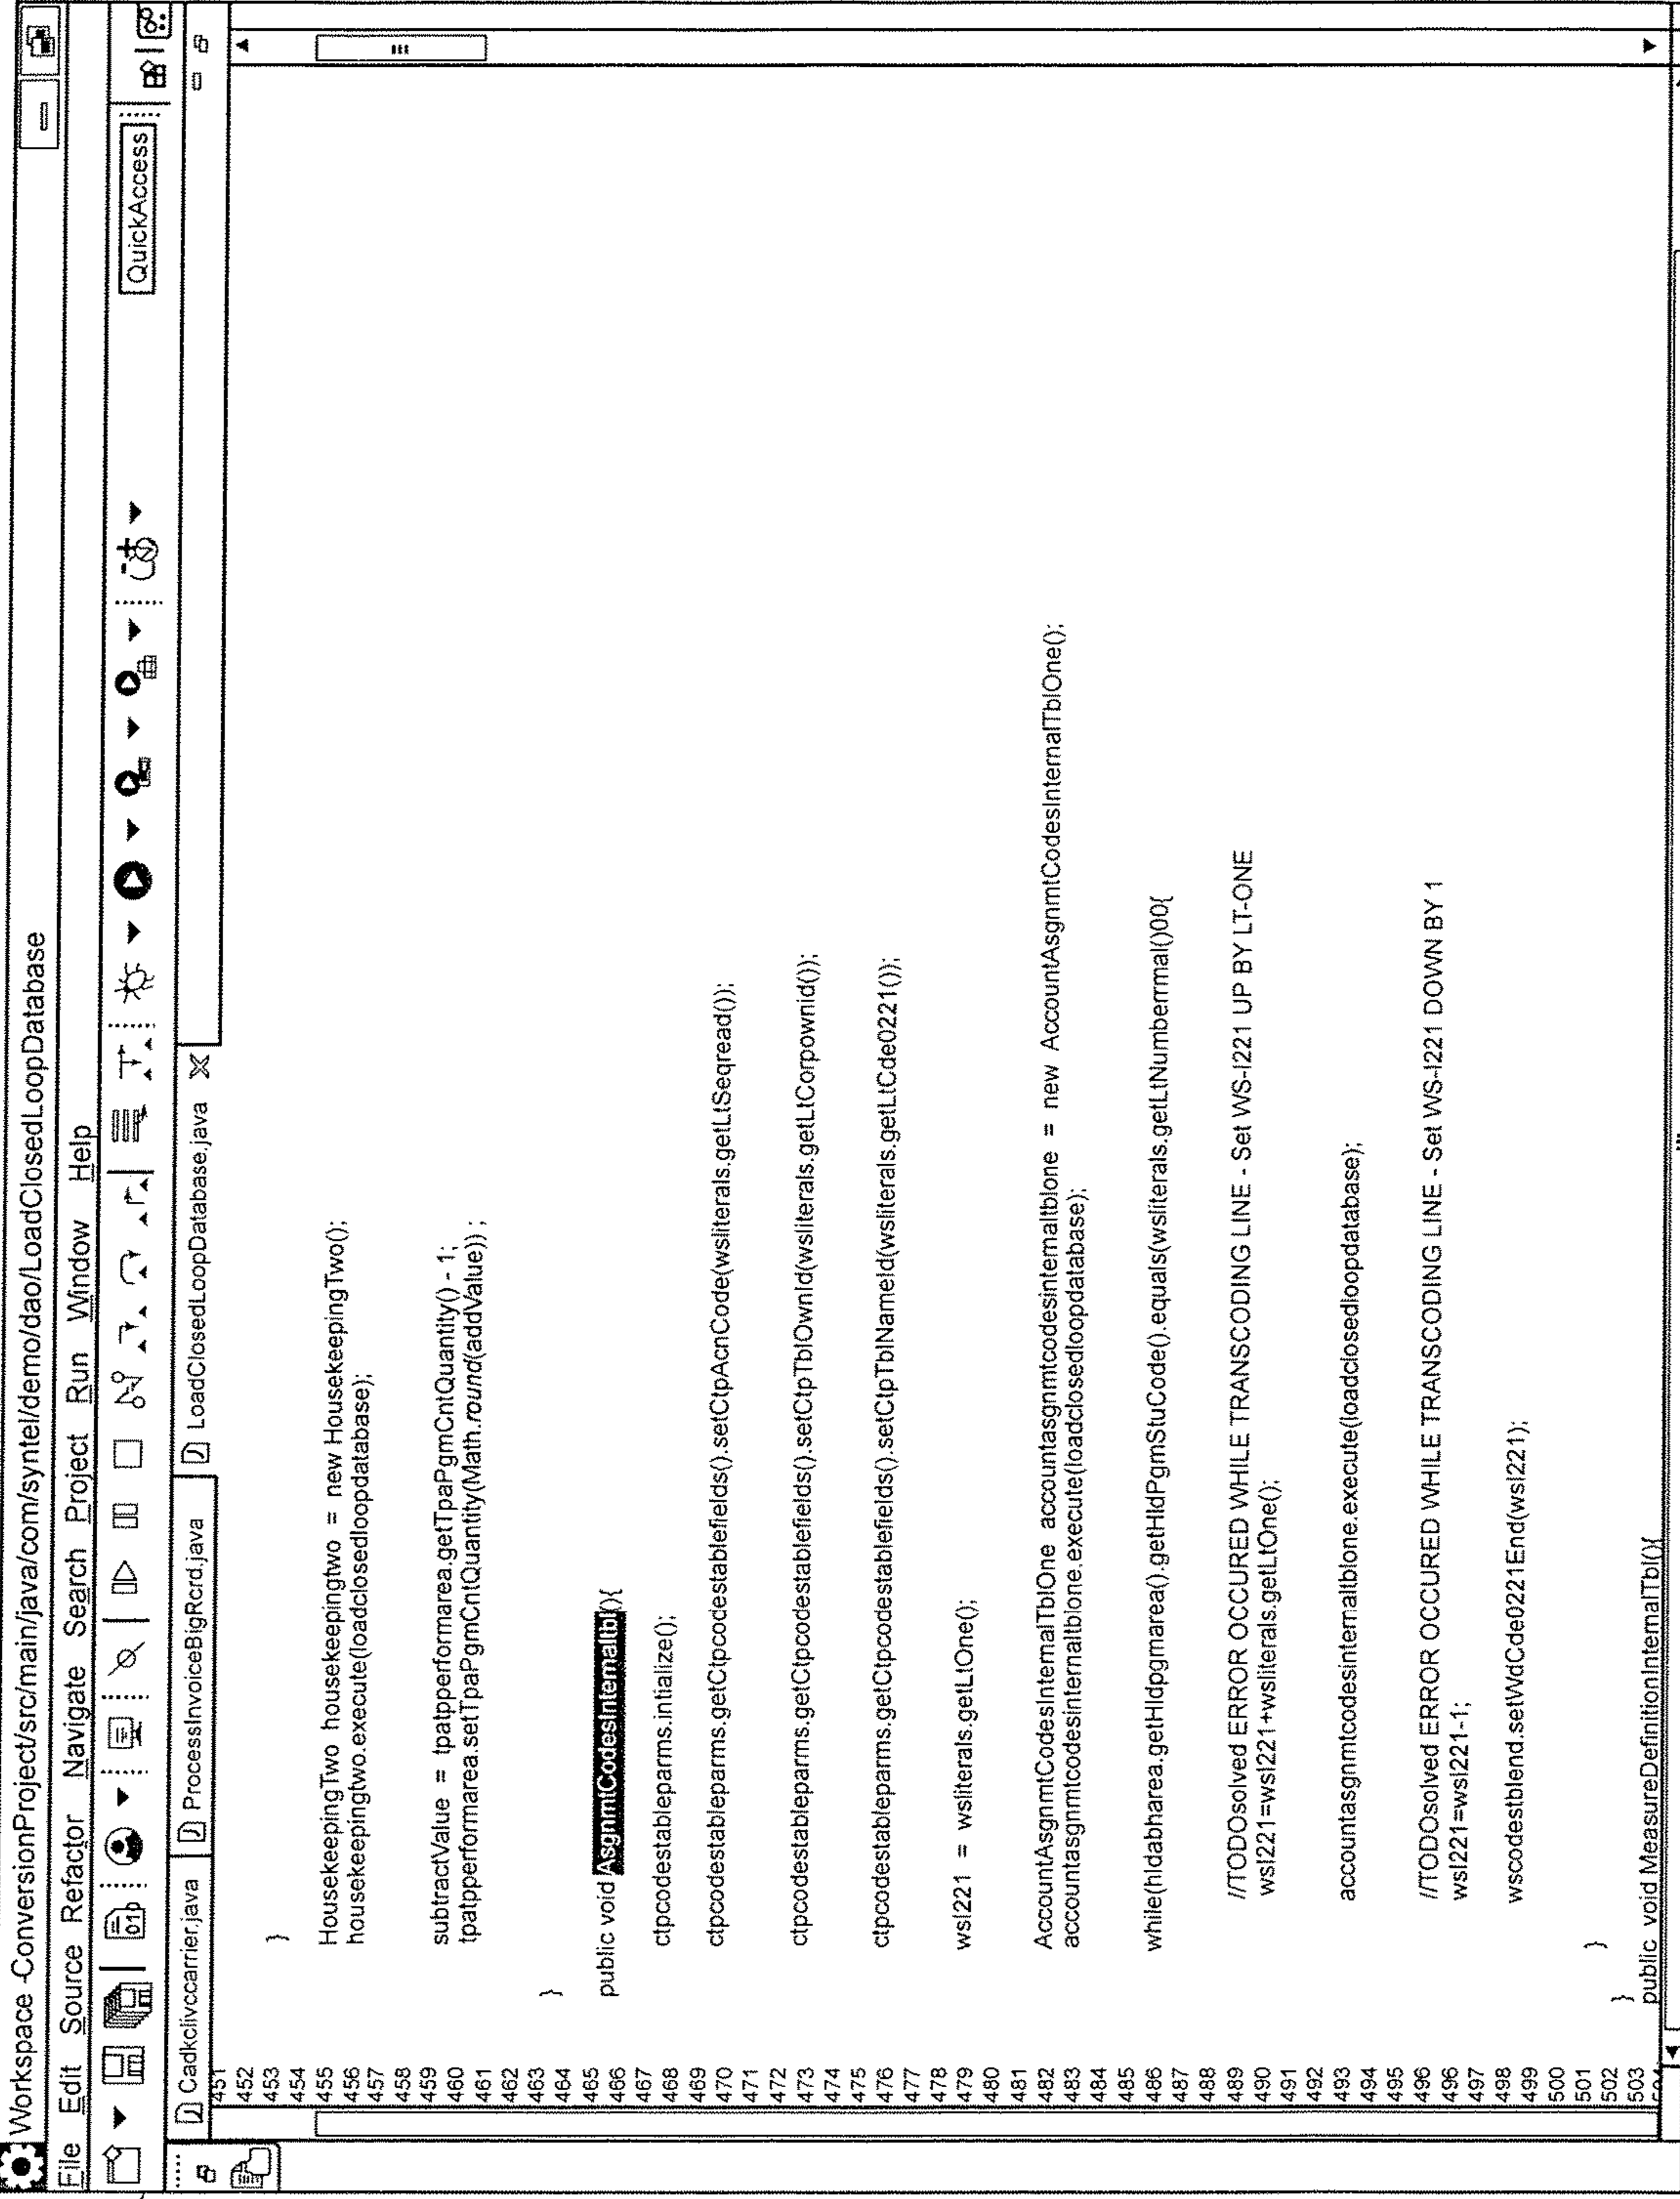 Workspace -ConversionProject/src/main/java/com/syntel/demo/dao/LoadClosedLoopDatabase
File Edit Source Refactor Navigate Search Project Run Window Help
QuickAccess
Cadkclivccarrier.java
ProcessInvoiceBigRcrd.java
LoadClosedLoopDatabase.java
451
452
453 }
454
455 HousekeepingTwo housekeepingtwo = new HousekeepingTwo();
456 housekeepingtwo.execute(loadclosedloopdatabase);
457
458
459 subtractValue = tpatpperformarea.getTpaPgmCntQuantity() - 1;
460 tpatpperformarea.setTpaPgmCntQuantity(Math.round(addValue)) ;
461
462
463 }
464
465 public void AsgnmtCodesInternaltbl(){
466
467 ctpcodestableparms.intialize();
468
469 ctpcodestableparms.getCtpcodestablefields().setCtpAcnCode(wsliterals.getLtSeqread());
470
471
472 ctpcodestableparms.getCtpcodestablefields().setCtpTblOwnId(wsliterals.getLtCorpownid());
473
474
475 ctpcodestableparms.getCtpcodestablefields().setCtpTblNameId(wsliterals.getLtCde0221());
476
477
478 wsI221 = wsliterals.getLtOne();
479
480
481 AccountAsgnmtCodesInternalTblOne accountasgnmtcodesinternaltblone = new AccountAsgnmtCodesInternalTblOne();
482 accountasgnmtcodesinternaltblone.execute(loadclosedloopdatabase);
483
484
485 while(hldabharea.getHldpgmarea().getHldPgmStuCode().equals(wsliterals.getLtNumberrmal()00{
486
487
488 //TODOsolved ERROR OCCURED WHILE TRANSCODING LINE - Set WS-I221 UP BY LT-ONE
489 wsI221=wsI221+wsliterals.getLtOne();
490
491
492 accountasgnmtcodesinternaltblone.execute(loadclosedloopdatabase);
493
494
495 //TODOsolved ERROR OCCURED WHILE TRANSCODING LINE - Set WS-I221 DOWN BY 1
496 wsI221=wsI221-1;
496
497
498 wscodestblend.setWdCde0221End(wsI221);
499
500
501 }
502 }
503 public void MeasureDefinitionInternalTbl(){